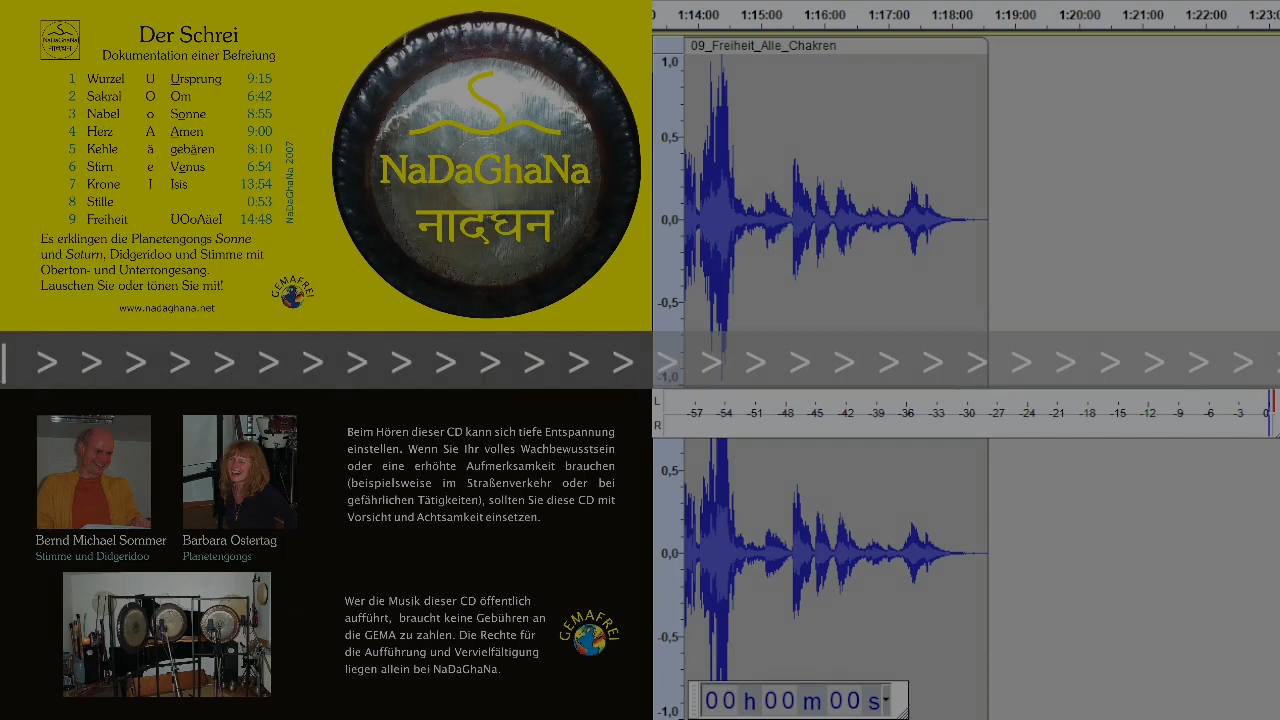 NaDaGhaNa
नादघन
Der Schrei
Dokumentation einer Befreiung
1 Wurzel U Ursprung 9:15
2 Sakral O Om 6:42
3 Nabel o Sonne 8:55
4 Herz A Amen 9:00
5 Kehle ä gebären 8:10
6 Stirn e Venus 6:54
7 Krone I Isis 13:54
8 Stille 0:53
9 Freiheit UOoAäeI 14:48
NaDaGhaNa 2007
Es erklingen die Planetengongs Sonne
und Saturn, Didgeridoo und Stimme mit
Oberton- und Untertongesang.
Lauschen Sie oder tönen Sie mit!
www.nadaghana.net
GEMAFREI
NaDaGhaNa
नादघन
0 1:14:00 1:15:00 1:16:00 1:17:00 1:18:00 1:19:00 1:20:00 1:21:00 1:22:00 1:23:0
09_Freiheit_Alle_Chakren
1,0
0,5
0,0
-0,5
-1,0
| > > > > > > > > > > > > > > > > > > > > > > > > > > > >
L
R
-57 -54 -51 -48 -45 -42 -39 -36 -33 -30 -27 -24 -21 -18 -15 -12 -9 -6 -3 0
0,5
0,0
-0,5
-1,0
00 h 00 m 00 s
Bernd Michael Sommer
Stimme und Didgeridoo
Barbara Ostertag
Planetengongs
Beim Hören dieser CD kann sich tiefe Entspannung
einstellen. Wenn Sie Ihr volles Wachbewusstsein
oder eine erhöhte Aufmerksamkeit brauchen
(beispielsweise im Straßenverkehr oder bei
gefährlichen Tätigkeiten), sollten Sie diese CD mit
Vorsicht und Achtsamkeit einsetzen.
Wer die Musik dieser CD öffentlich
aufführt, braucht keine Gebühren an
die GEMA zu zahlen. Die Rechte für
die Aufführung und Vervielfältigung
liegen allein bei NaDaGhaNa.
GEMAFREI